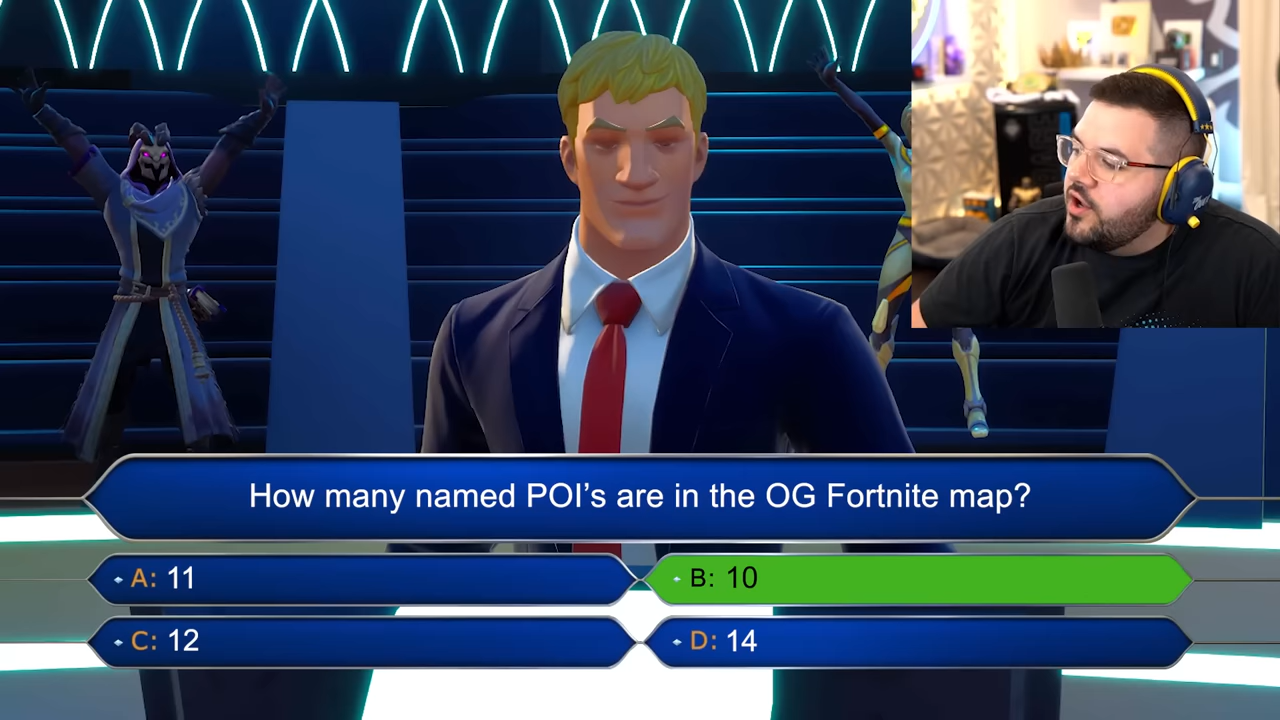 How many named POI's are in the OG Fortnite map?
A: 11
B: 10
C: 12
D: 14